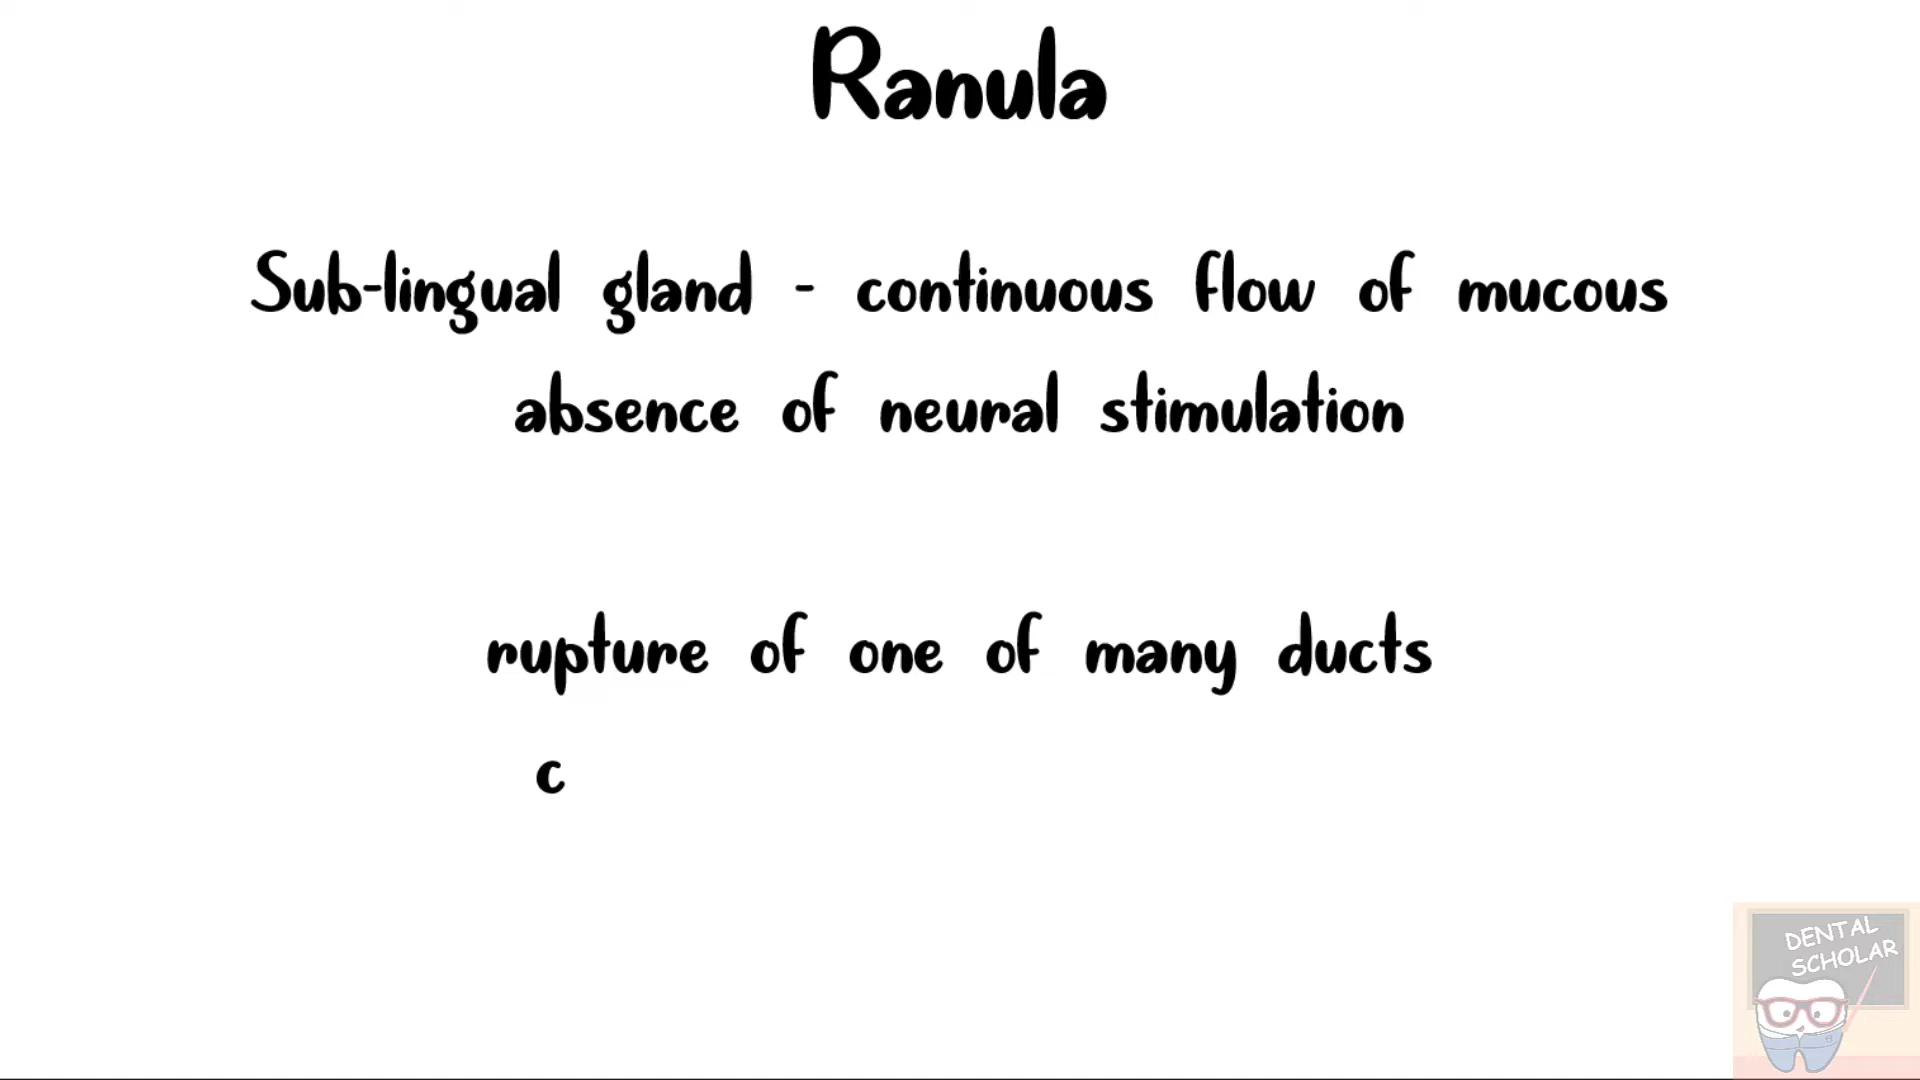 Ranula
Sub-lingual gland - continuous flow of mucous
absence of neural stimulation
rupture of one of many ducts
c
DENTAL
SCHOLAR